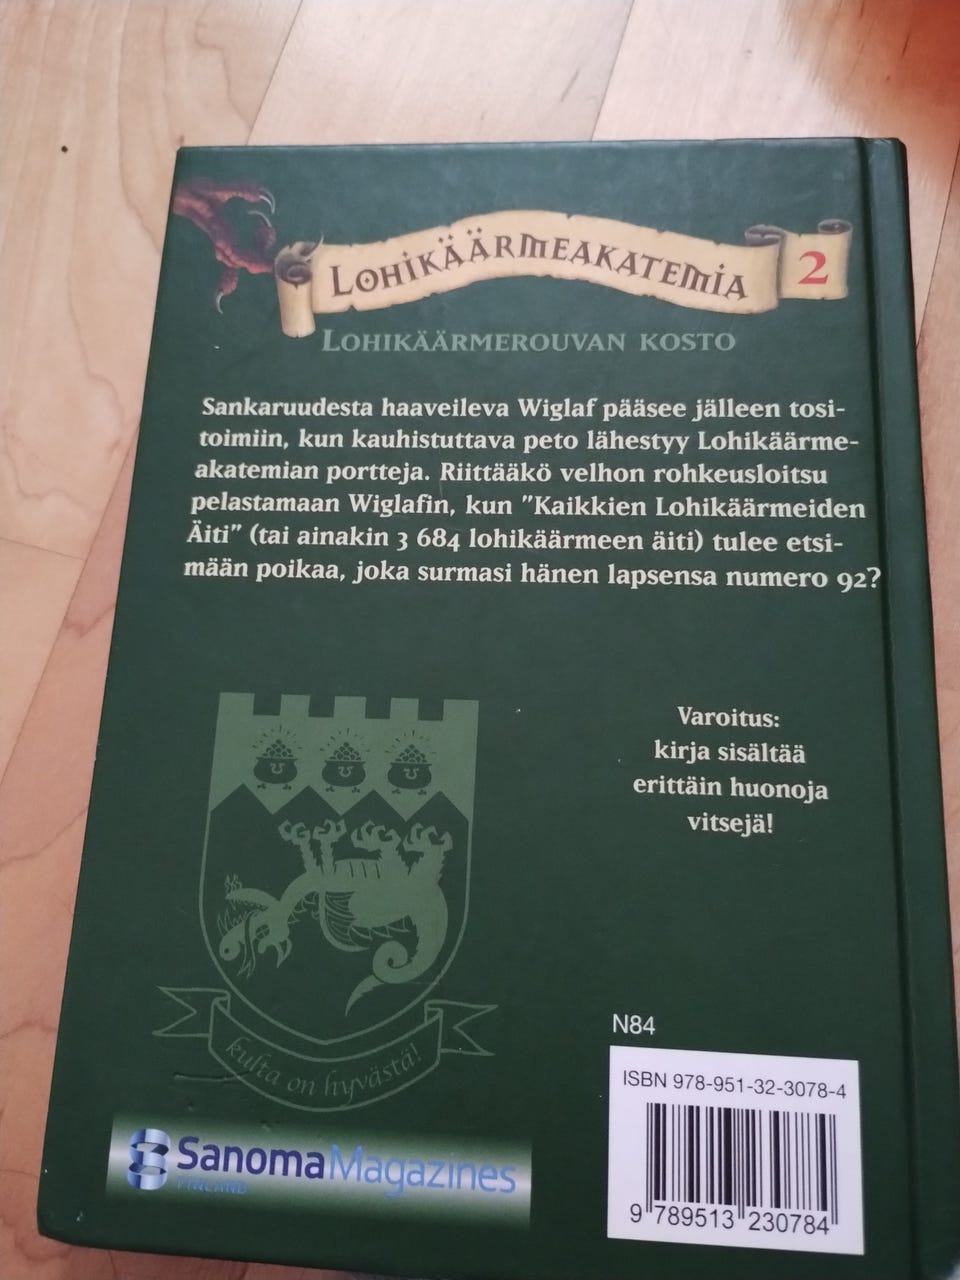 LOHIKÄÄRMEAKATEMIA 2
LOHIKÄÄRMEROUVAN KOSTO
Sankaruudesta haaveileva Wiglaf pääsee jälleen tosi-
toimiin, kun kauhistuttava peto lähestyy Lohikäärme-
akatemian portteja. Riittääkö velhon rohkeusloitsu
pelastamaan Wiglafin, kun "Kaikkien Lohikäärmeiden
Äiti" (tai ainakin 3 684 lohikäärmeen äiti) tulee etsi-
mään poikaa, joka surmasi hänen lapsensa numero 92?
Varoitus:
kirja sisältää
erittäin huonoja
vitsejä!
kulta on hyvästä!
SanomaMagazines
FINLAND
N84
ISBN 978-951-32-3078-4
9 789513 230784